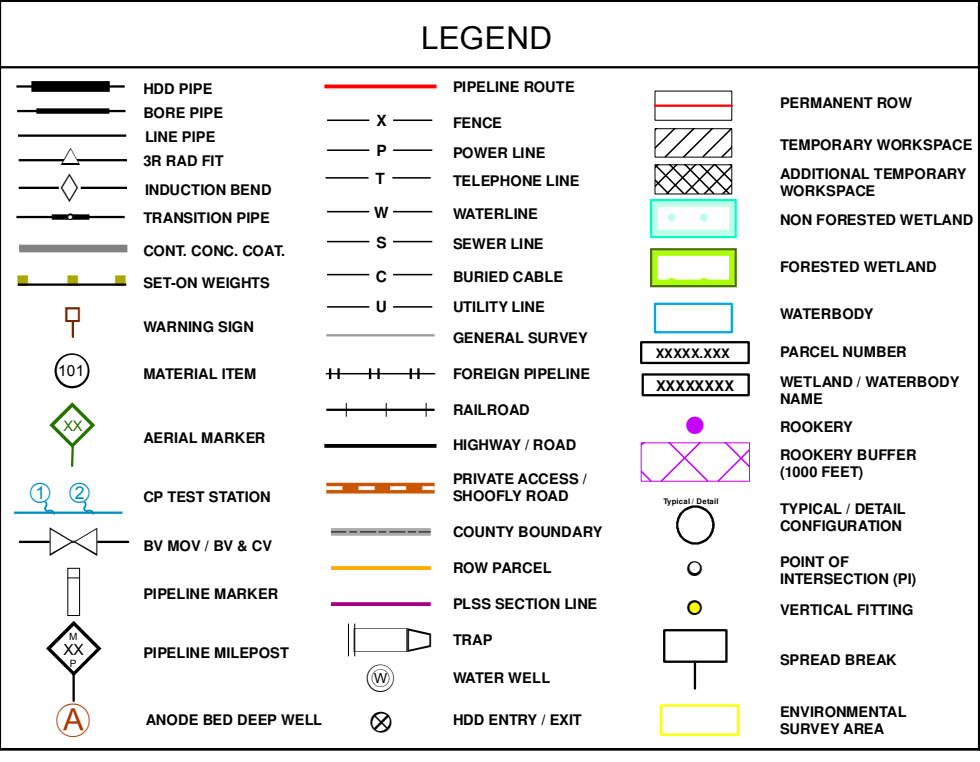 LEGEND
HDD PIPE
BORE PIPE
LINE PIPE
3R RAD FIT
INDUCTION BEND
TRANSITION PIPE
CONT. CONC. COAT.
SET-ON WEIGHTS
WARNING SIGN
101 MATERIAL ITEM
XX
AERIAL MARKER
1 2 CP TEST STATION
BV MOV / BV & CV
PIPELINE MARKER
M
XX PIPELINE MILEPOST
P
A ANODE BED DEEP WELL
PIPELINE ROUTE
X FENCE
P POWER LINE
T TELEPHONE LINE
W WATERLINE
S SEWER LINE
C BURIED CABLE
U UTILITY LINE
GENERAL SURVEY
FOREIGN PIPELINE
RAILROAD
HIGHWAY / ROAD
PRIVATE ACCESS /
SHOOFLY ROAD
COUNTY BOUNDARY
ROW PARCEL
PLSS SECTION LINE
TRAP
W WATER WELL
HDD ENTRY / EXIT
PERMANENT ROW
TEMPORARY WORKSPACE
ADDITIONAL TEMPORARY
WORKSPACE
NON FORESTED WETLAND
FORESTED WETLAND
WATERBODY
XXXXX.XXX PARCEL NUMBER
XXXXXXXX WETLAND / WATERBODY
NAME
ROOKERY
ROOKERY BUFFER
(1000 FEET)
Typical / Detail
TYPICAL / DETAIL
CONFIGURATION
POINT OF
INTERSECTION (PI)
VERTICAL FITTING
SPREAD BREAK
ENVIRONMENTAL
SURVEY AREA